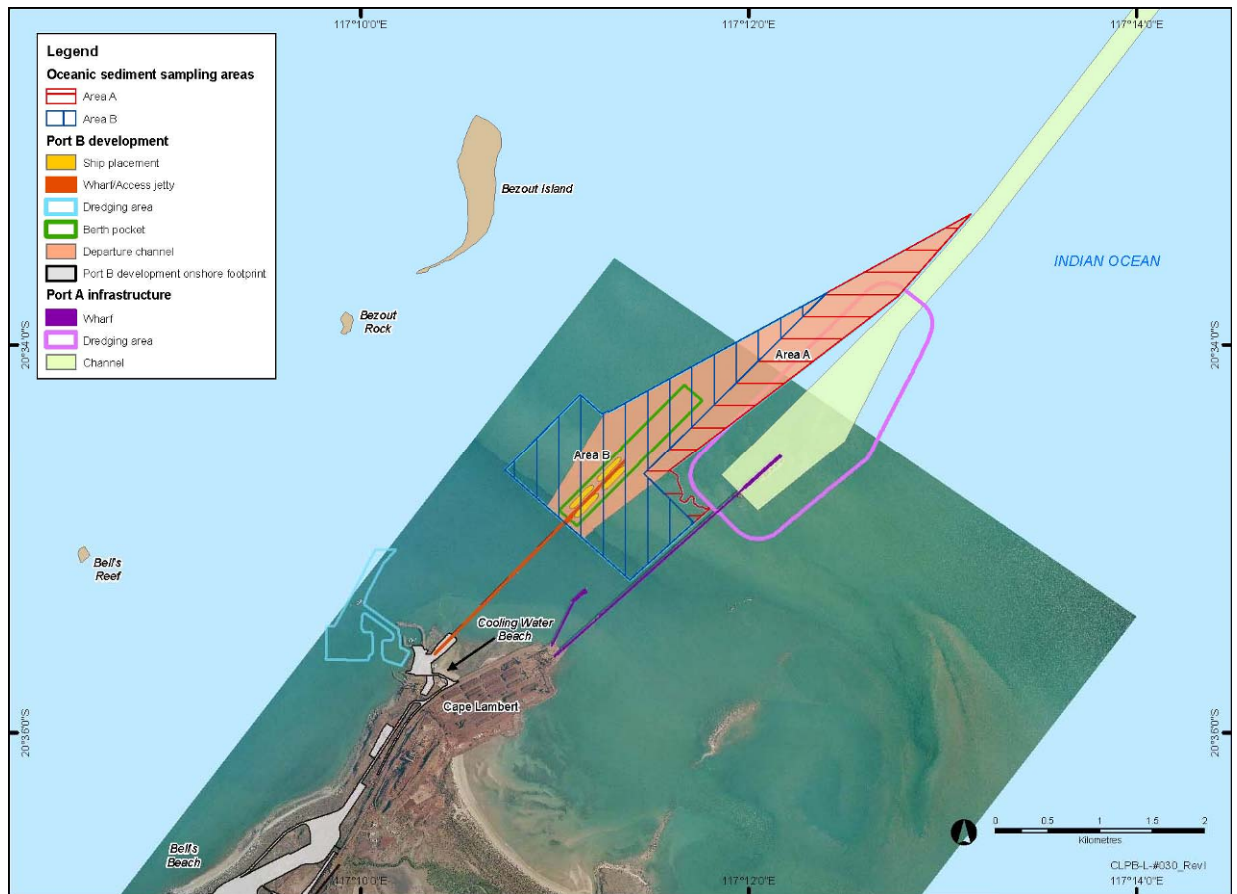 117°10'0"E
117°12'0"E
117°14'0"E
Legend
Oceanic sediment sampling areas
Area A
Area B
Port B development
Ship placement
Wharf/Access jetty
Dredging area
Berth pocket
Departure channel
Port B development onshore footprint
Port A infrastructure
Wharf
Dredging area
Channel
Bezout Island
INDIAN OCEAN
Bezout
Rock
20°34'0"S
20°34'0"S
Area A
Area B
Bell's
Reef
Cooling Water
Beach
Cape Lambert
20°36'0"S
20°36'0"S
Bell's
Beach
0 0.5 1 1.5 2
Kilometres
CLPB-L-#030_RevI
117°10'0"E
117°12'0"E
117°14'0"E